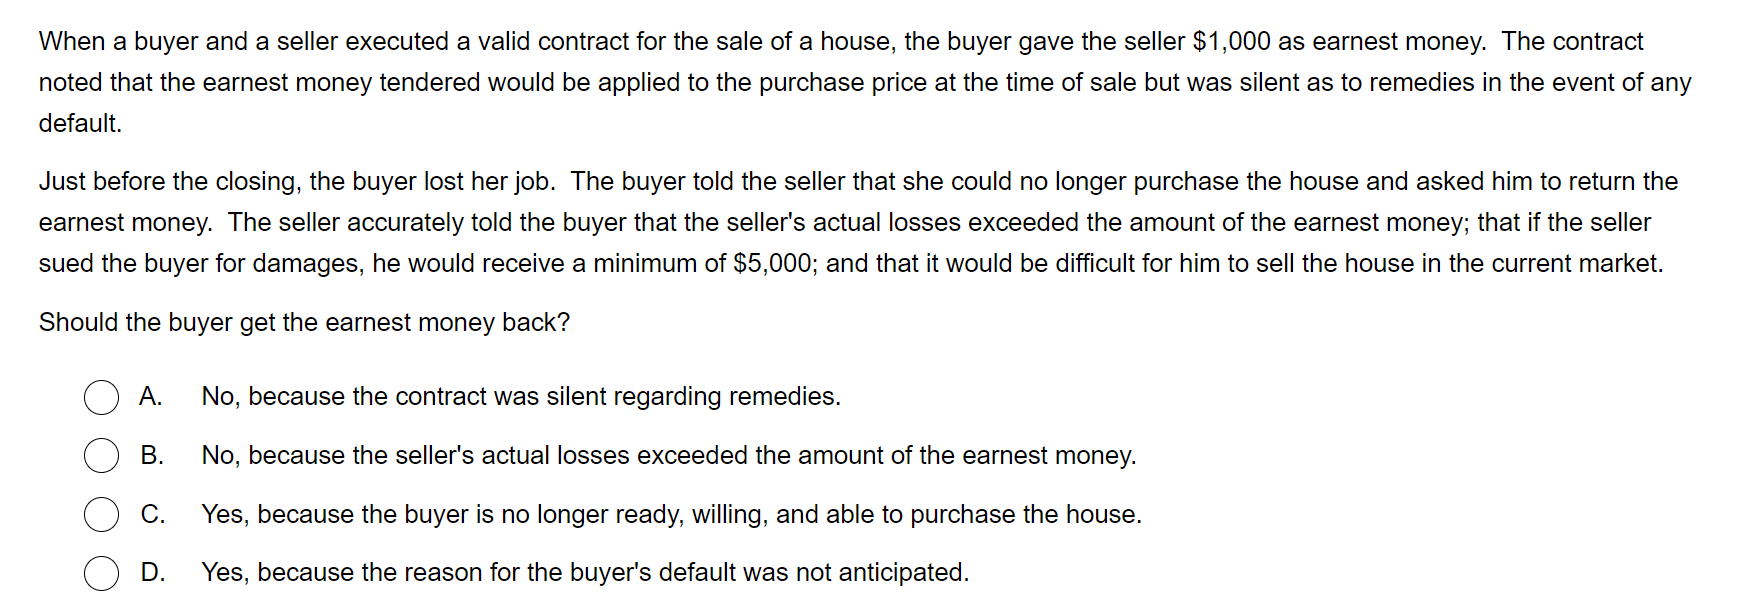 When a buyer and a seller executed a valid contract for the sale of a house, the buyer gave the seller $1,000 as earnest money.  The contract
noted that the earnest money tendered would be applied to the purchase price at the time of sale but was silent as to remedies in the event of any
default.
Just before the closing, the buyer lost her job.  The buyer told the seller that she could no longer purchase the house and asked him to return the
earnest money.  The seller accurately told the buyer that the seller's actual losses exceeded the amount of the earnest money; that if the seller
sued the buyer for damages, he would receive a minimum of $5,000; and that it would be difficult for him to sell the house in the current market.
Should the buyer get the earnest money back?
A. No, because the contract was silent regarding remedies.
B. No, because the seller's actual losses exceeded the amount of the earnest money.
C. Yes, because the buyer is no longer ready, willing, and able to purchase the house.
D. Yes, because the reason for the buyer's default was not anticipated.